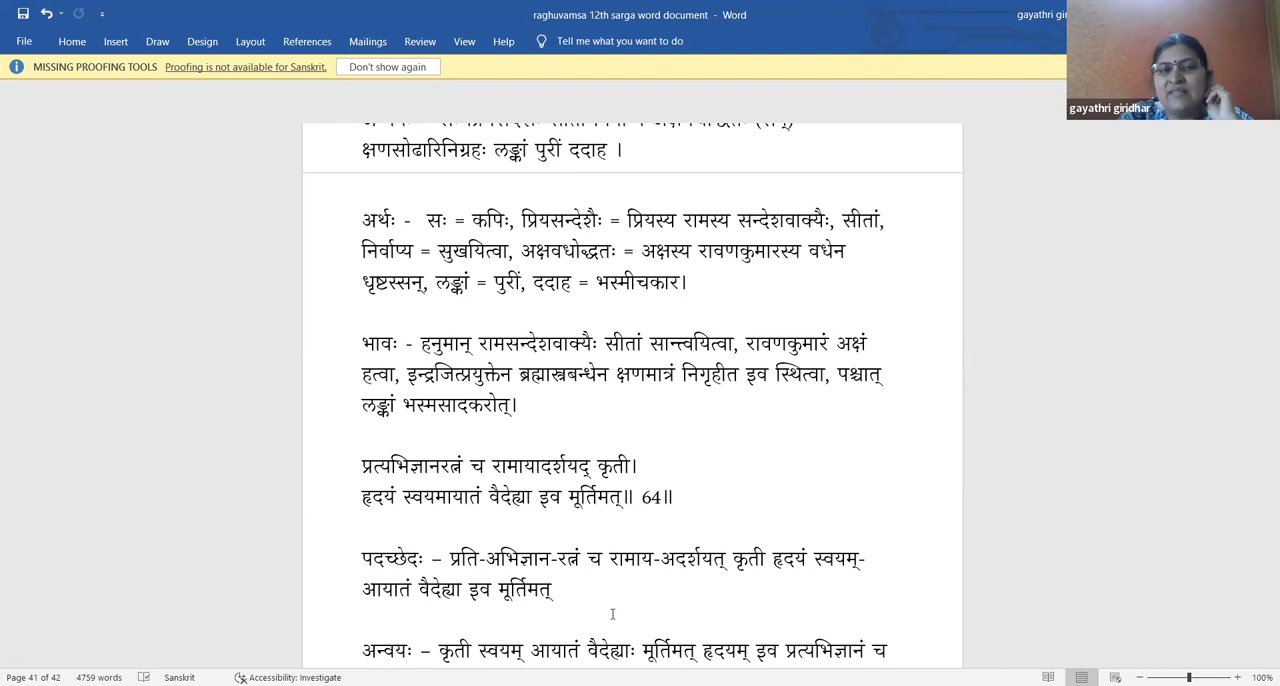 raghuvamsa 12th sarga word document - Word
gayathri gir
File Home Insert Draw Design Layout References Mailings Review View Help Tell me what you want to do
gayathri giridhar
MISSING PROOFING TOOLS Proofing is not available for Sanskrit. Don't show again
क्षणसोढारिनिग्रहः लङ्कां पुरीं ददाह ।
अर्थः - सः = कपिः, प्रियसन्देशैः = प्रियस्य रामस्य सन्देशवाक्यैः, सीतां,
निर्वाप्य = सुखयित्वा, अक्षवधोद्धतः = अक्षस्य रावणकुमारस्य वधेन
धृष्टस्सन्, लङ्कां = पुरीं, ददाह = भस्मीचकार।
भावः - हनुमान् रामसन्देशवाक्यैः सीतां सान्त्वयित्वा, रावणकुमारं अक्षं
हत्वा, इन्द्रजित्प्रयुक्तेन ब्रह्मास्त्रबन्धेन क्षणमात्रं निगृहीत इव स्थित्वा, पश्चात्
लङ्कां भस्मसादकरोत्।
प्रत्यभिज्ञानरत्नं च रामायादर्शयद् कृती।
हृदयं स्वयमायातं वैदेह्या इव मूर्तिमत्॥ 64॥
पदच्छेदः – प्रति-अभिज्ञान-रत्नं च रामाय-अदर्शयत् कृती हृदयं स्वयम्-
आयातं वैदेह्या इव मूर्तिमत्
अन्वयः – कृती स्वयम् आयातं वैदेह्याः मूर्तिमत् हृदयम् इव प्रत्यभिज्ञानं च
Page 41 of 42 4759 words Sanskrit Accessibility: Investigate 100%